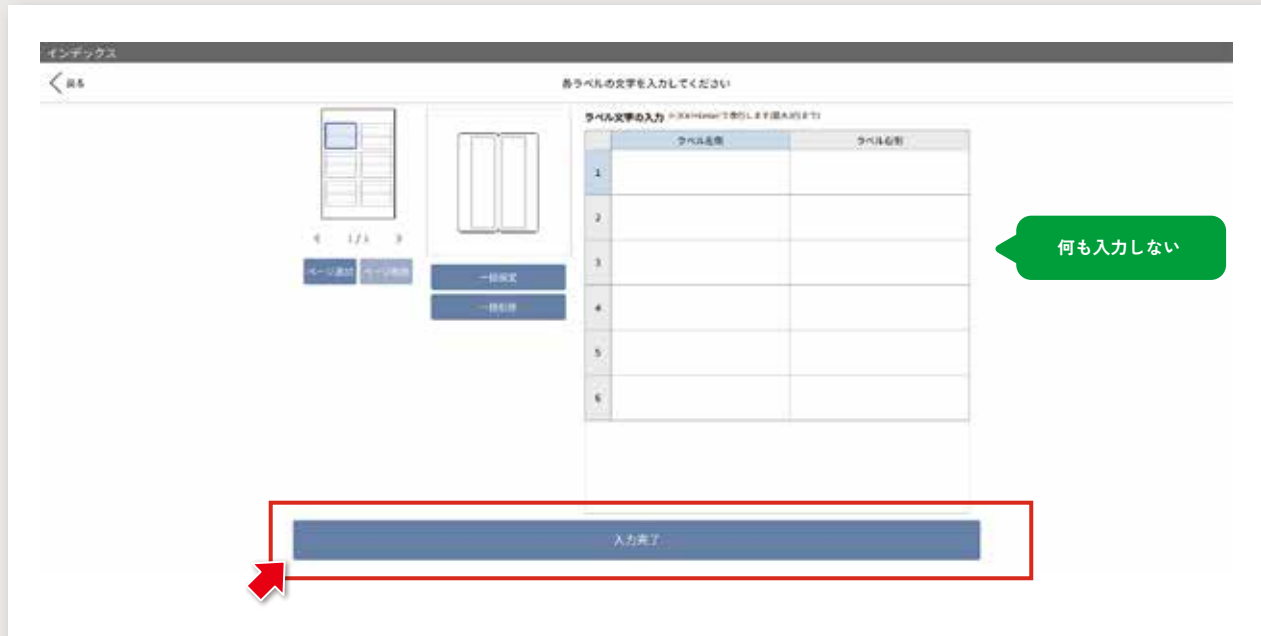 インデックス
戻る
各ラベルの文字を入力してください
ラベル文字の入力
ラベル左側
ラベル右側
1
2
3
4
5
6
1/1
ページ追加
ページ削除
一括設定
一括削除
何も入力しない
入力完了